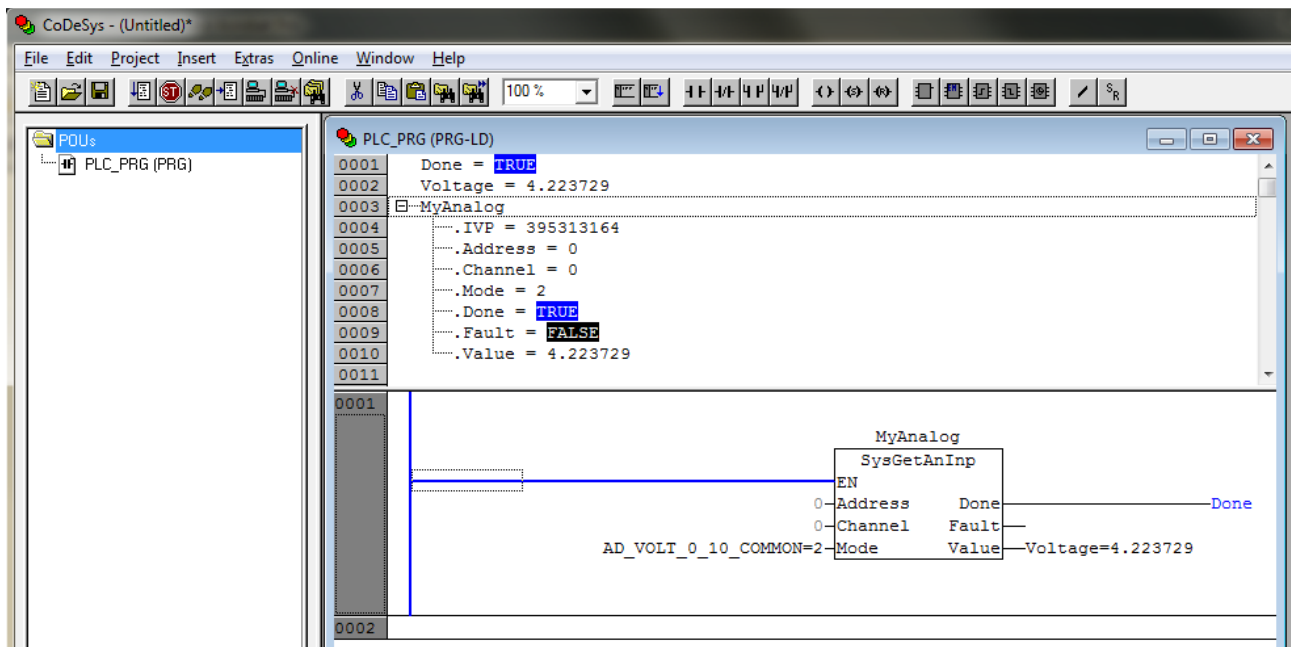 CoDeSys - (Untitled)*
File Edit Project Insert Extras Online Window Help
100 %
POUs
PLC_PRG (PRG)
PLC_PRG (PRG-LD)
0001 Done = TRUE
0002 Voltage = 4.223729
0003 MyAnalog
0004 .IVP = 395313164
0005 .Address = 0
0006 .Channel = 0
0007 .Mode = 2
0008 .Done = TRUE
0009 .Fault = FALSE
0010 .Value = 4.223729
0011
0001
MyAnalog
SysGetAnInp
EN
0-Address Done Done
0-Channel Fault
AD_VOLT_0_10_COMMON=2-Mode Value Voltage=4.223729
0002